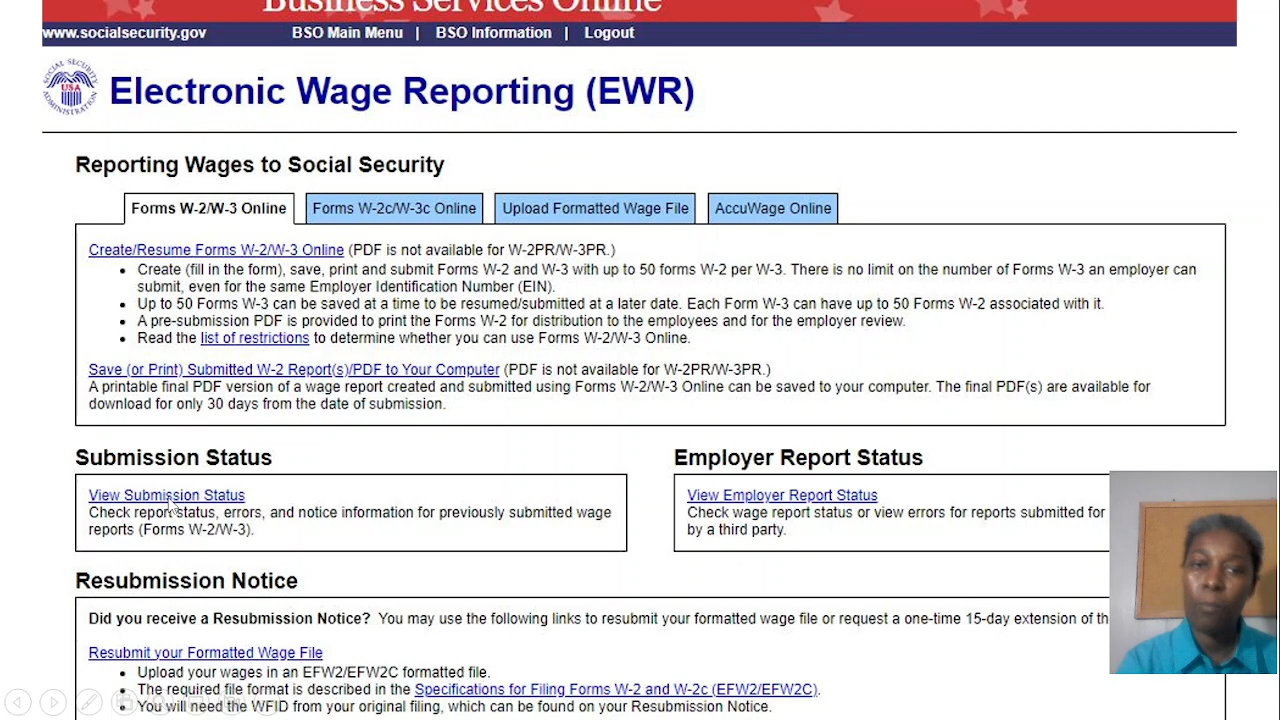 Business Services Online
www.socialsecurity.gov BSO Main Menu | BSO Information | Logout
SOCIAL SECURITY ADMINISTRATION
USA
Electronic Wage Reporting (EWR)
Reporting Wages to Social Security
Forms W-2/W-3 Online Forms W-2c/W-3c Online Upload Formatted Wage File AccuWage Online
Create/Resume Forms W-2/W-3 Online (PDF is not available for W-2PR/W-3PR.)
• Create (fill in the form), save, print and submit Forms W-2 and W-3 with up to 50 forms W-2 per W-3. There is no limit on the number of Forms W-3 an employer can
submit, even for the same Employer Identification Number (EIN).
• Up to 50 Forms W-3 can be saved at a time to be resumed/submitted at a later date. Each Form W-3 can have up to 50 Forms W-2 associated with it.
• A pre-submission PDF is provided to print the Forms W-2 for distribution to the employees and for the employer review.
• Read the list of restrictions to determine whether you can use Forms W-2/W-3 Online.
Save (or Print) Submitted W-2 Report(s)/PDF to Your Computer (PDF is not available for W-2PR/W-3PR.)
A printable final PDF version of a wage report created and submitted using Forms W-2/W-3 Online can be saved to your computer. The final PDF(s) are available for
download for only 30 days from the date of submission.
Submission Status
View Submission Status
Check report status, errors, and notice information for previously submitted wage
reports (Forms W-2/W-3).
Employer Report Status
View Employer Report Status
Check wage report status or view errors for reports submitted for
by a third party.
Resubmission Notice
Did you receive a Resubmission Notice? You may use the following links to resubmit your formatted wage file or request a one-time 15-day extension of
Resubmit your Formatted Wage File
• Upload your wages in an EFW2/EFW2C formatted file.
• The required file format is described in the Specifications for Filing Forms W-2 and W-2c (EFW2/EFW2C).
• You will need the WFID from your original filing, which can be found on your Resubmission Notice.